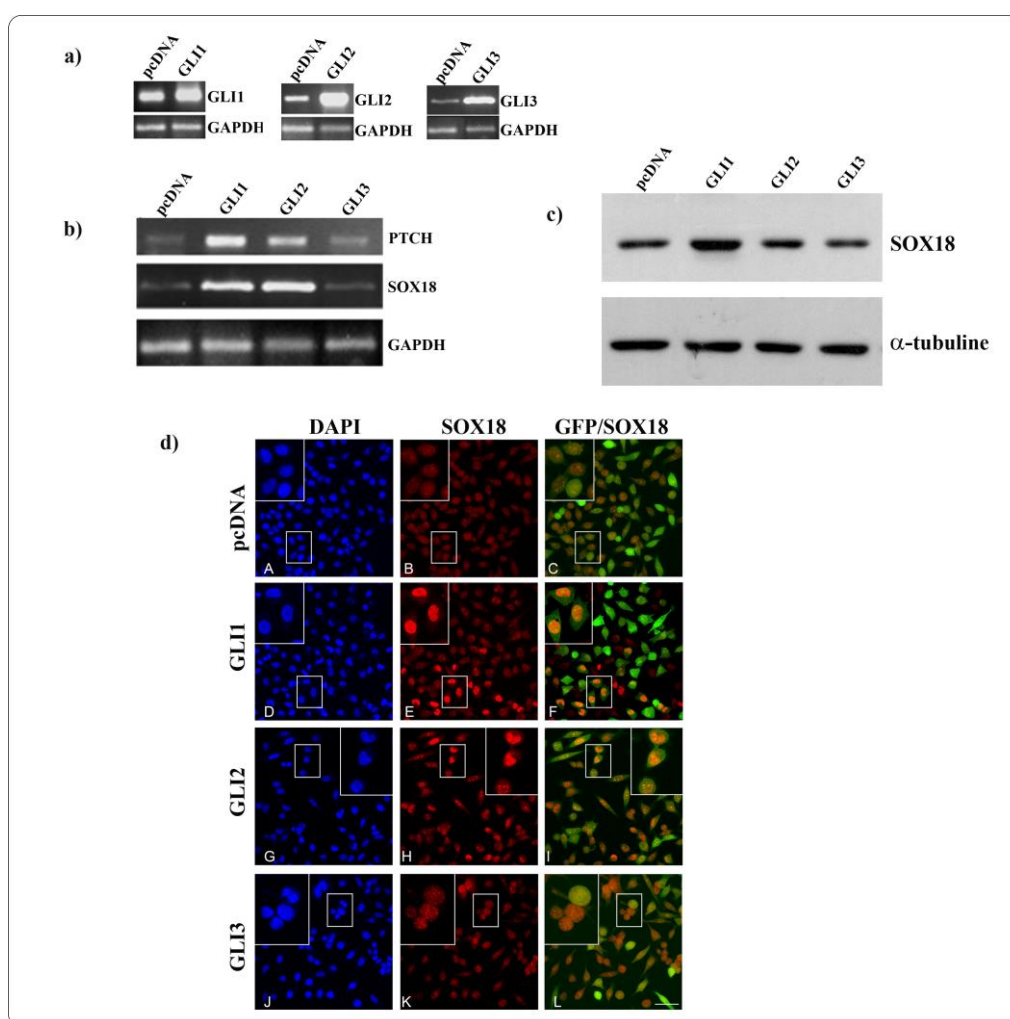 a)
pcDNA GLI1
GLI1
GAPDH
pcDNA GLI2
GLI2
GAPDH
pcDNA GLI3
GLI3
GAPDH
b)
pcDNA GLI1 GLI2 GLI3
PTCH
SOX18
GAPDH
c)
pcDNA GLI1 GLI2 GLI3
SOX18
α-tubuline
d)
DAPI SOX18 GFP/SOX18
pcDNA
A B C
GLI1
D E F
GLI2
G H I
GLI3
J K L